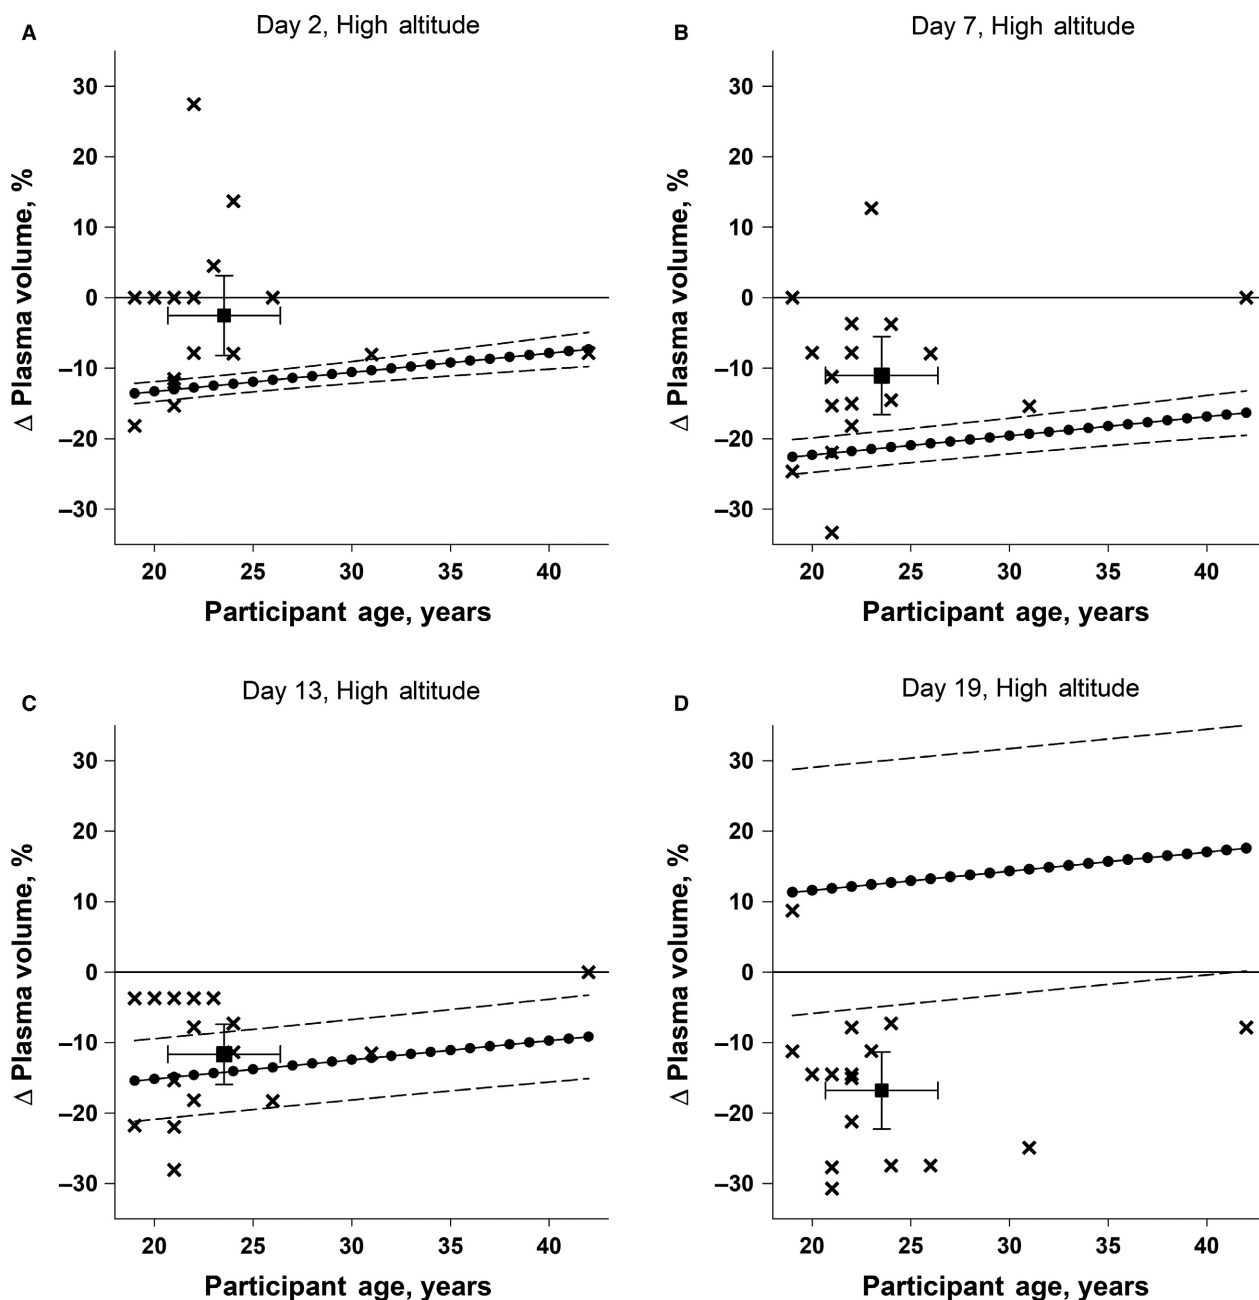 A
Day 2, High altitude
B
Day 7, High altitude
Δ Plasma volume, %
30
20
10
0
–10
–20
–30
20 25 30 35 40
Participant age, years
Δ Plasma volume, %
30
20
10
0
–10
–20
–30
20 25 30 35 40
Participant age, years
C
Day 13, High altitude
D
Day 19, High altitude
Δ Plasma volume, %
30
20
10
0
–10
–20
–30
20 25 30 35 40
Participant age, years
Δ Plasma volume, %
30
20
10
0
–10
–20
–30
20 25 30 35 40
Participant age, years